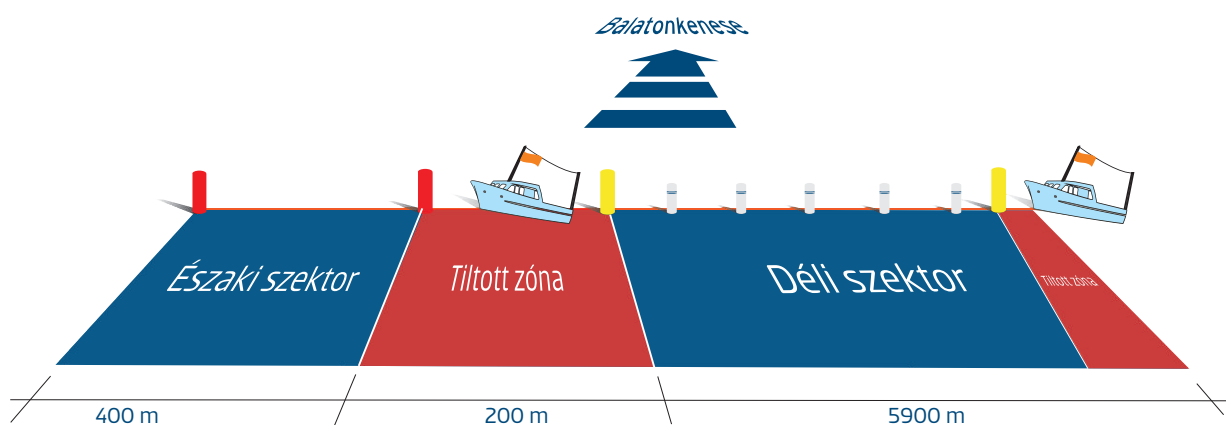 Balatonkenese
Északi szektor
Tiltott zóna
Déli szektor
Tiltott zóna
400 m
200 m
5900 m